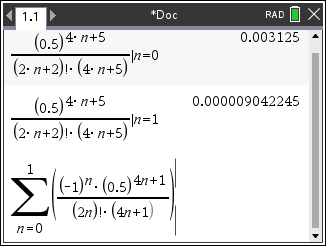 1.1 *Doc RAD
(0.5)^(4·n+5)/((2·n+2)!·(4·n+5))|n=0 0.003125
(0.5)^(4·n+5)/((2·n+2)!·(4·n+5))|n=1 0.000009042245
∑_(n=0)^1 ((-1)^n·(0.5)^(4n+1)/((2n)!·(4n+1)))